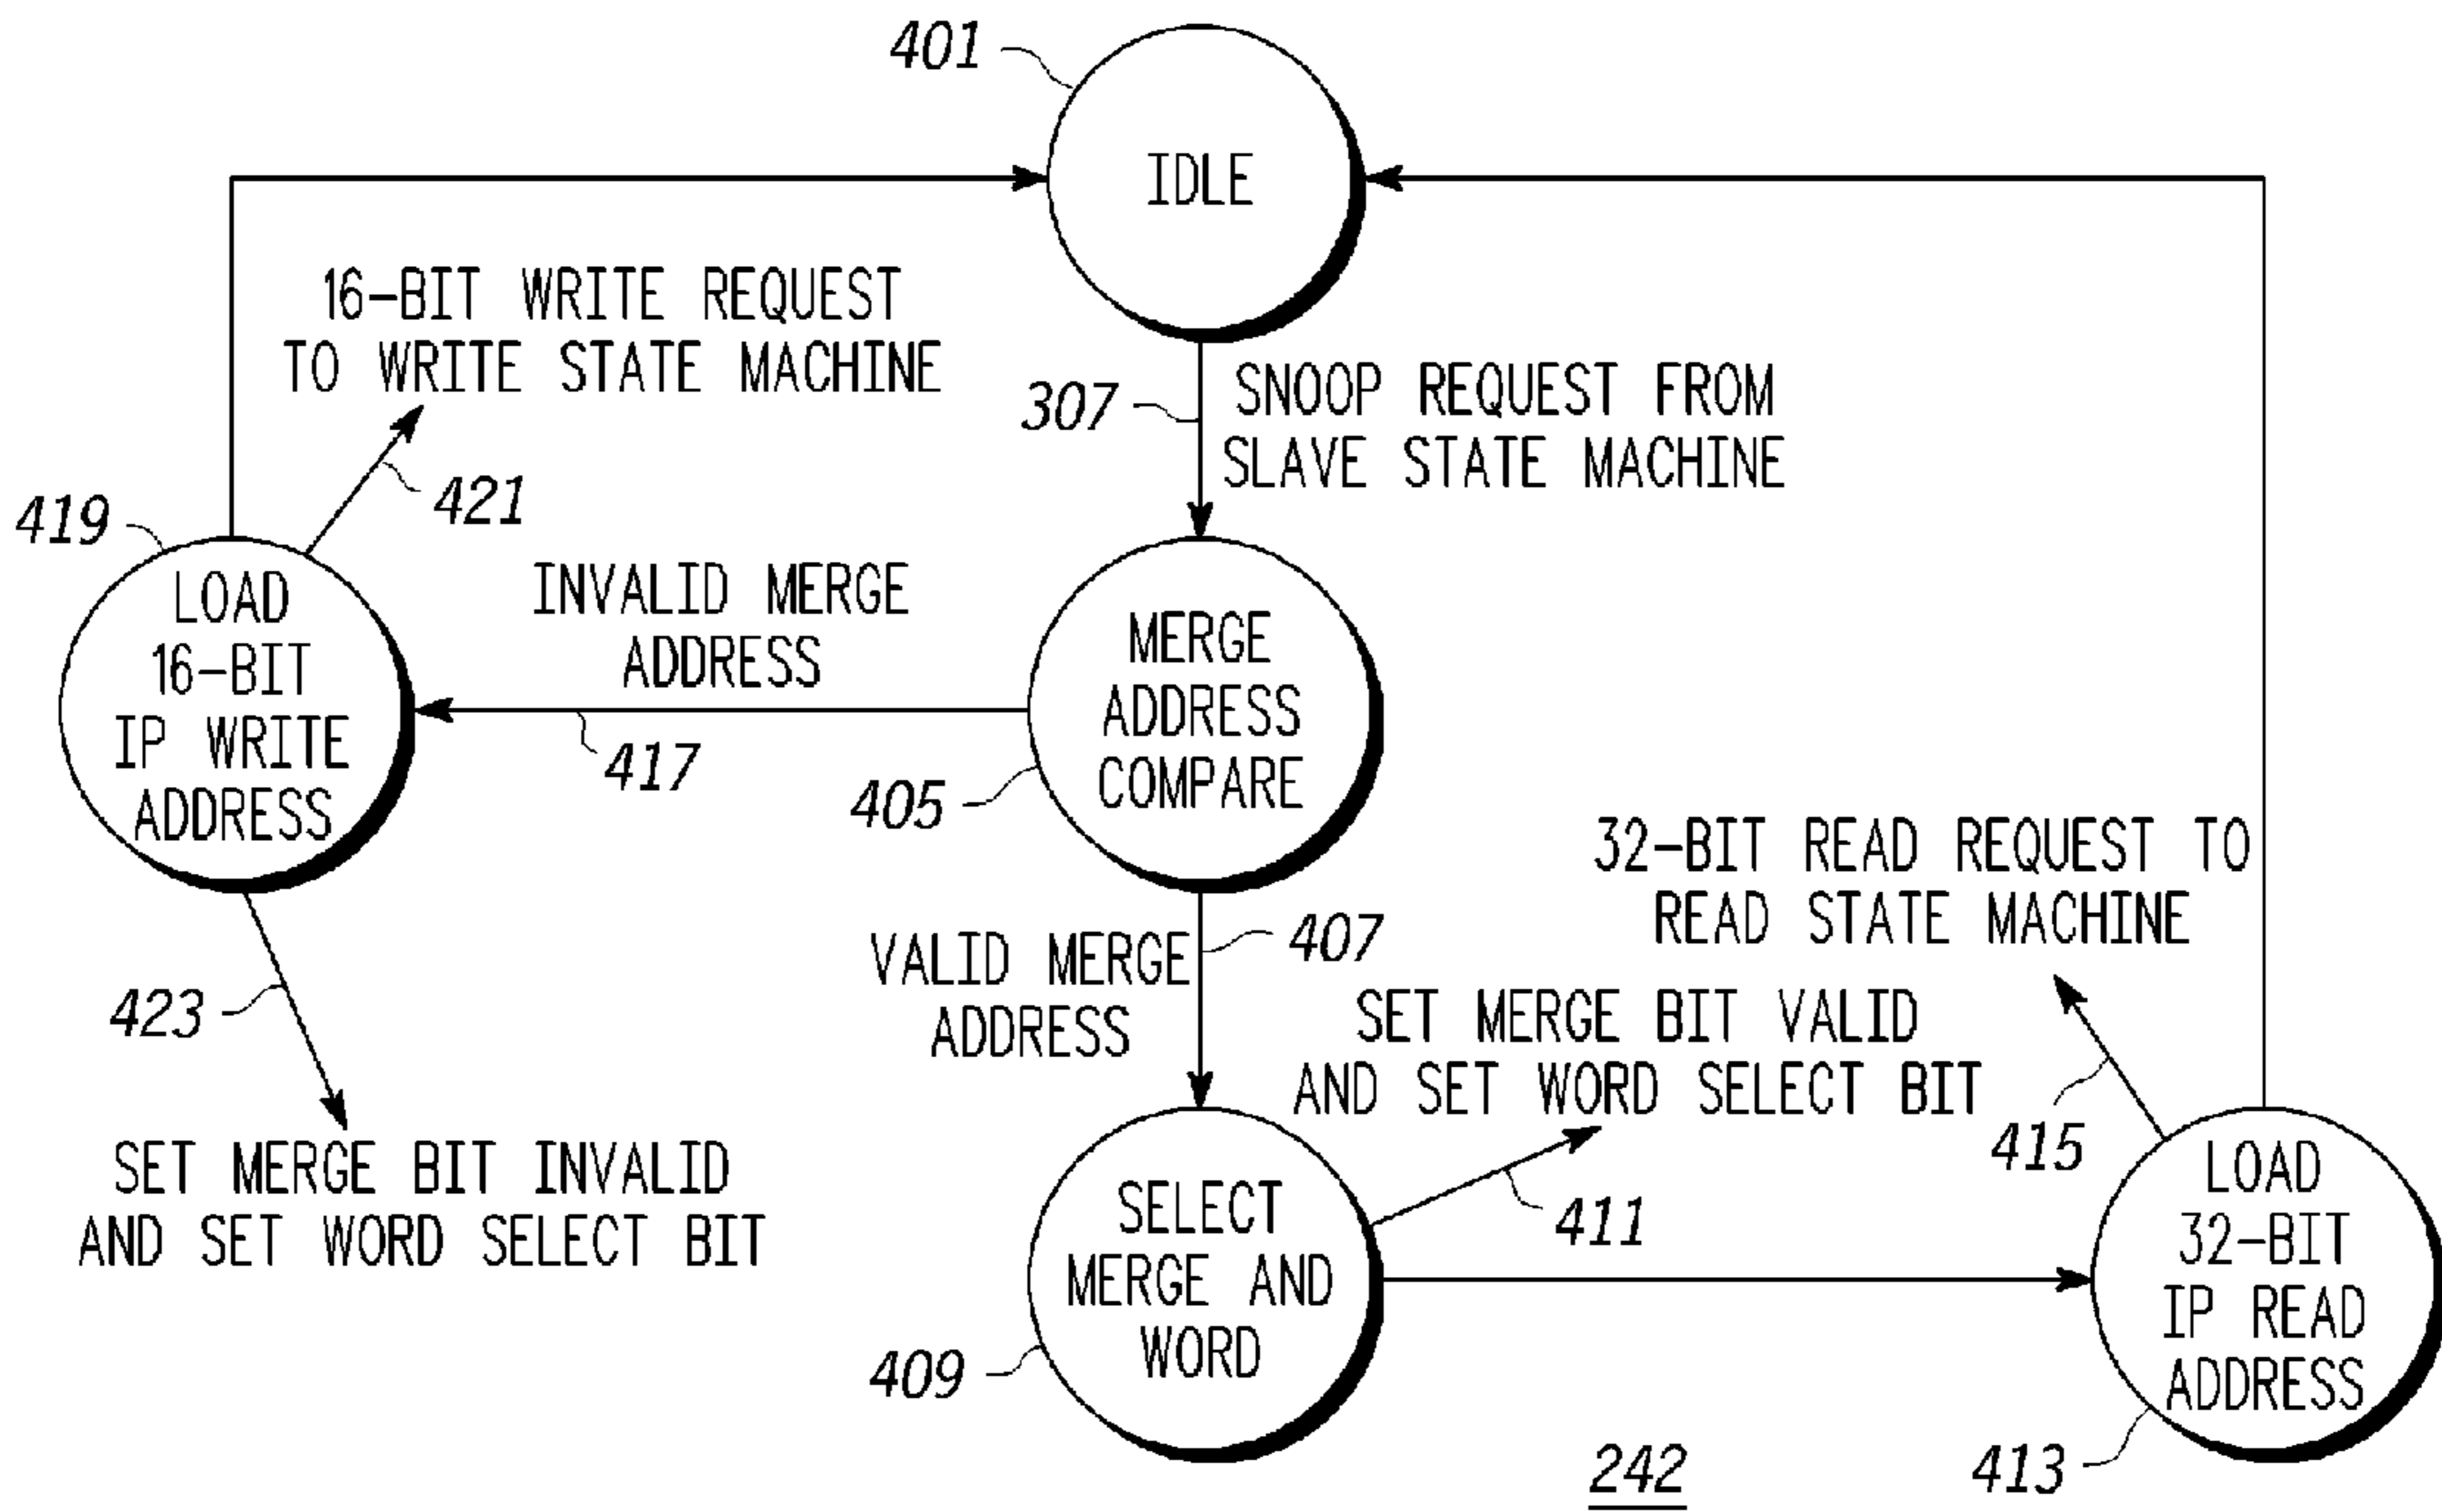 401
IDLE
16-BIT WRITE REQUEST
TO WRITE STATE MACHINE
307
SNOOP REQUEST FROM
SLAVE STATE MACHINE
421
419
LOAD
16-BIT
IP WRITE
ADDRESS
INVALID MERGE
ADDRESS
417
MERGE
ADDRESS
COMPARE
405
32-BIT READ REQUEST TO
READ STATE MACHINE
407
VALID MERGE
ADDRESS
423
SET MERGE BIT VALID
AND SET WORD SELECT BIT
415
SET MERGE BIT INVALID
AND SET WORD SELECT BIT
411
SELECT
MERGE AND
WORD
409
LOAD
32-BIT
IP READ
ADDRESS
413
242